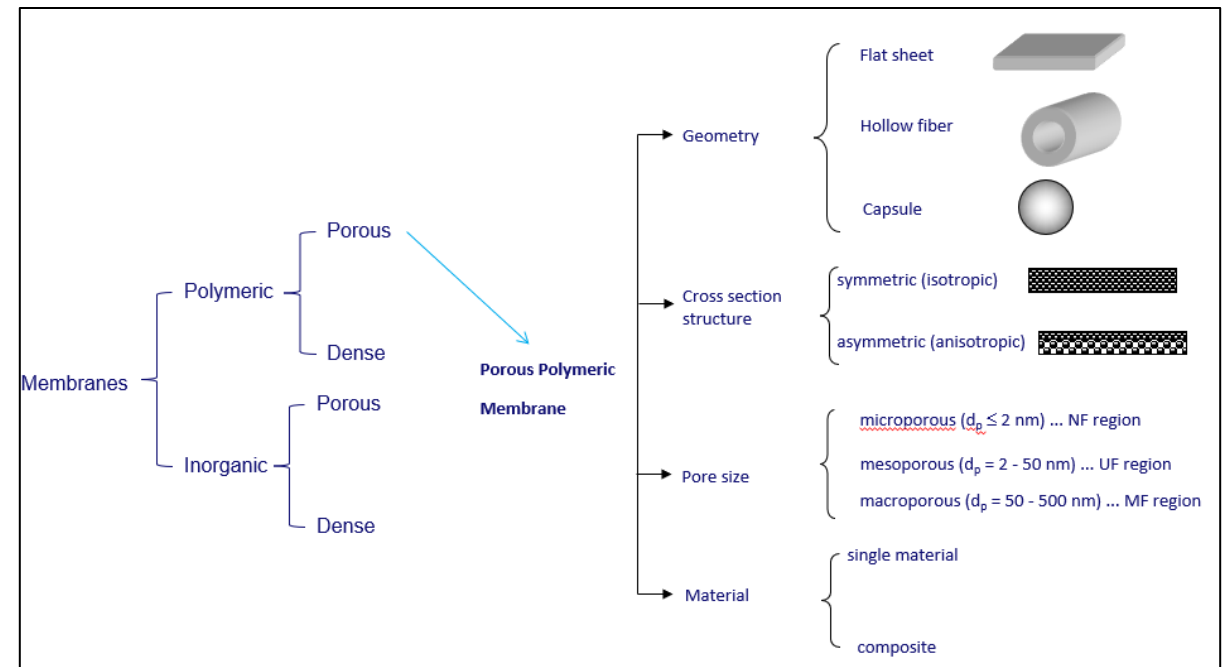 Membranes
Polymeric
Porous
Dense
Inorganic
Porous
Dense
Porous Polymeric
Membrane
Geometry
Flat sheet
Hollow fiber
Capsule
Cross section
structure
symmetric (isotropic)
asymmetric (anisotropic)
Pore size
microporous (dₚ ≤ 2 nm) ... NF region
mesoporous (dₚ = 2 - 50 nm) ... UF region
macroporous (dₚ = 50 - 500 nm) ... MF region
Material
single material
composite